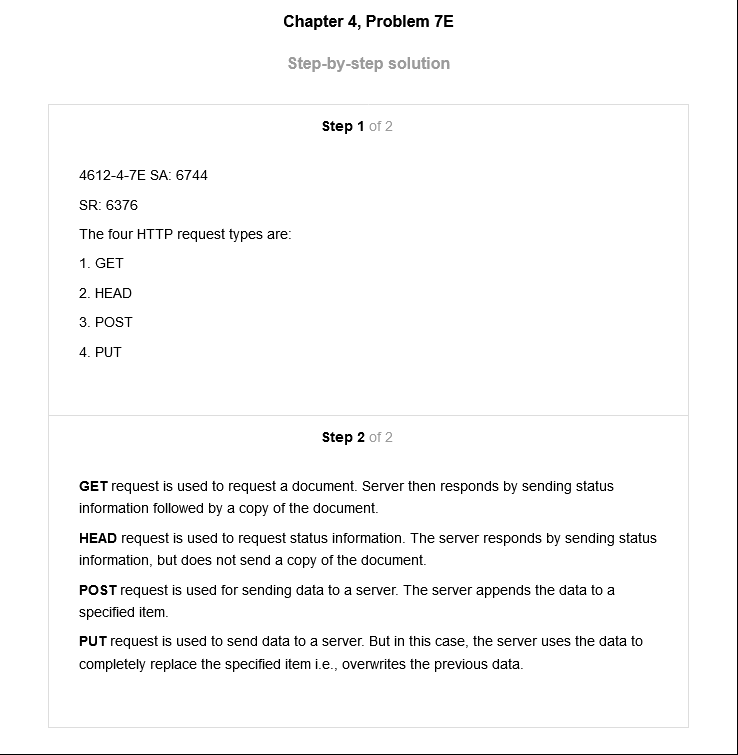 Chapter 4, Problem 7E
Step-by-step solution
Step 1 of 2
4612-4-7E SA: 6744
SR: 6376
The four HTTP request types are:
1. GET
2. HEAD
3. POST
4. PUT
Step 2 of 2
GET request is used to request a document. Server then responds by sending status
information followed by a copy of the document.
HEAD request is used to request status information. The server responds by sending status
information, but does not send a copy of the document.
POST request is used for sending data to a server. The server appends the data to a
specified item.
PUT request is used to send data to a server. But in this case, the server uses the data to
completely replace the specified item i.e., overwrites the previous data.